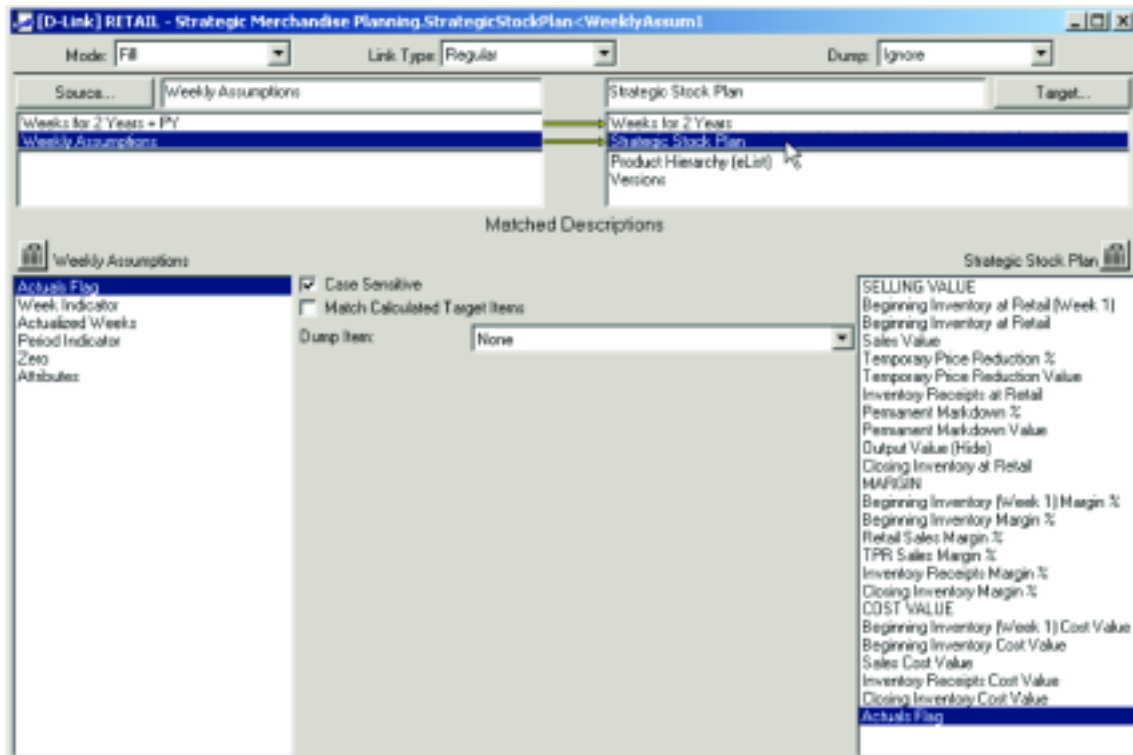 [D-Link] RETAIL - Strategic Merchandise Planning.StrategicStockPlan<WeeklyAssum1
Mode: Fill Link Type: Regular Dump: Ignore
Source... Weekly Assumptions Strategic Stock Plan Target...
Weeks for 2 Years + PY Weeks for 2 Years
Weekly Assumptions Strategic Stock Plan
Product Hierarchy (eList)
Versions
Matched Descriptions
Weekly Assumptions Strategic Stock Plan
Actuals Flag
Week Indicator
Actualized Weeks
Period Indicator
Zero
Attributes
Case Sensitive
Match Calculated Target Items
Dump Item: None
SELLING VALUE
Beginning Inventory at Retail (Week 1)
Beginning Inventory at Retail
Sales Value
Temporary Price Reduction %
Temporary Price Reduction Value
Inventory Receipts at Retail
Permanent Markdown %
Permanent Markdown Value
Output Value (Hide)
Closing Inventory at Retail
MARGIN
Beginning Inventory (Week 1) Margin %
Beginning Inventory Margin %
Retail Sales Margin %
TPR Sales Margin %
Inventory Receipts Margin %
Closing Inventory Margin %
COST VALUE
Beginning Inventory (Week 1) Cost Value
Beginning Inventory Cost Value
Sales Cost Value
Inventory Receipts Cost Value
Closing Inventory Cost Value
Actuals Flag